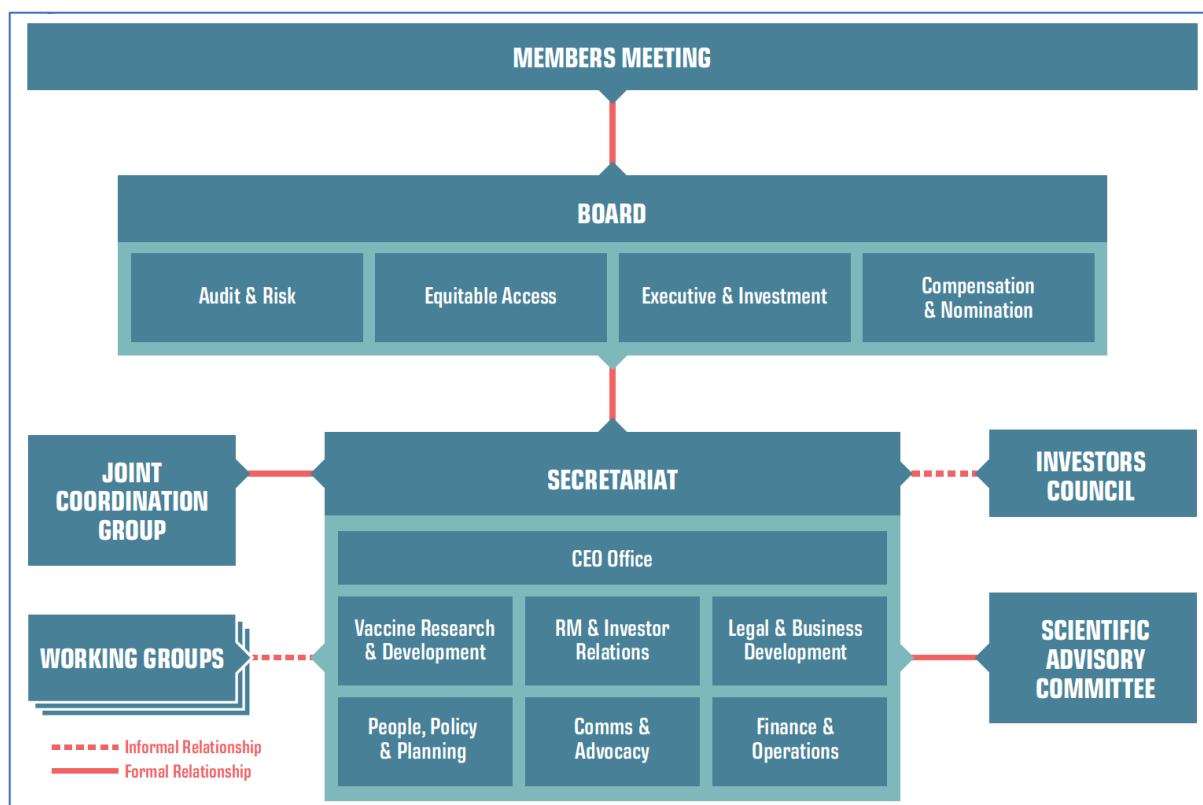 MEMBERS MEETING
BOARD
Audit & Risk
Equitable Access
Executive & Investment
Compensation
& Nomination
JOINT
COORDINATION
GROUP
SECRETARIAT
INVESTORS
COUNCIL
CEO Office
Vaccine Research
& Development
RM & Investor
Relations
Legal & Business
Development
WORKING GROUPS
SCIENTIFIC
ADVISORY
COMMITTEE
People, Policy
& Planning
Comms &
Advocacy
Finance &
Operations
Informal Relationship
Formal Relationship